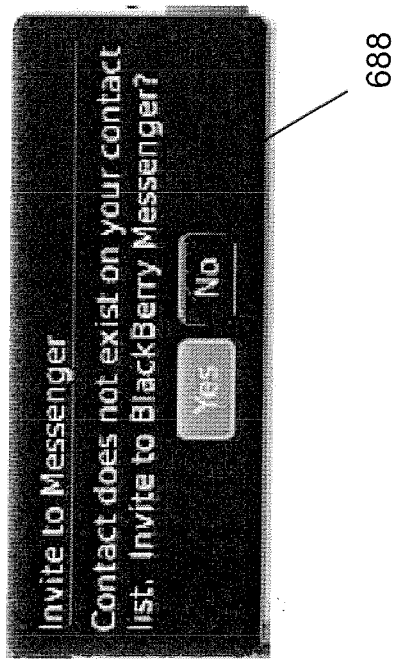 Invite to Messenger
Contact does not exist on your contact
list. Invite to BlackBerry Messenger?
Yes No
688